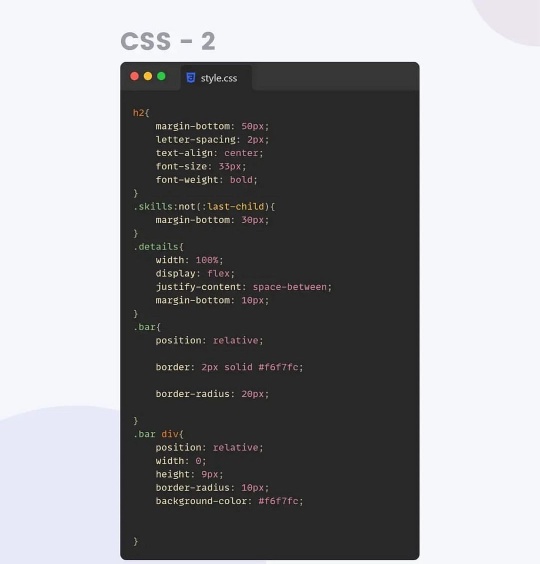 CSS - 2
style.css
h2{
margin-bottom: 50px;
letter-spacing: 2px;
text-align: center;
font-size: 33px;
font-weight: bold;
}
.skills:not(:last-child){
margin-bottom: 30px;
}
.details{
width: 100%;
display: flex;
justify-content: space-between;
margin-bottom: 10px;
}
.bar{
position: relative;
border: 2px solid #f6f7fc;
border-radius: 20px;
}
.bar div{
position: relative;
width: 0;
height: 9px;
border-radius: 10px;
background-color: #f6f7fc;
}